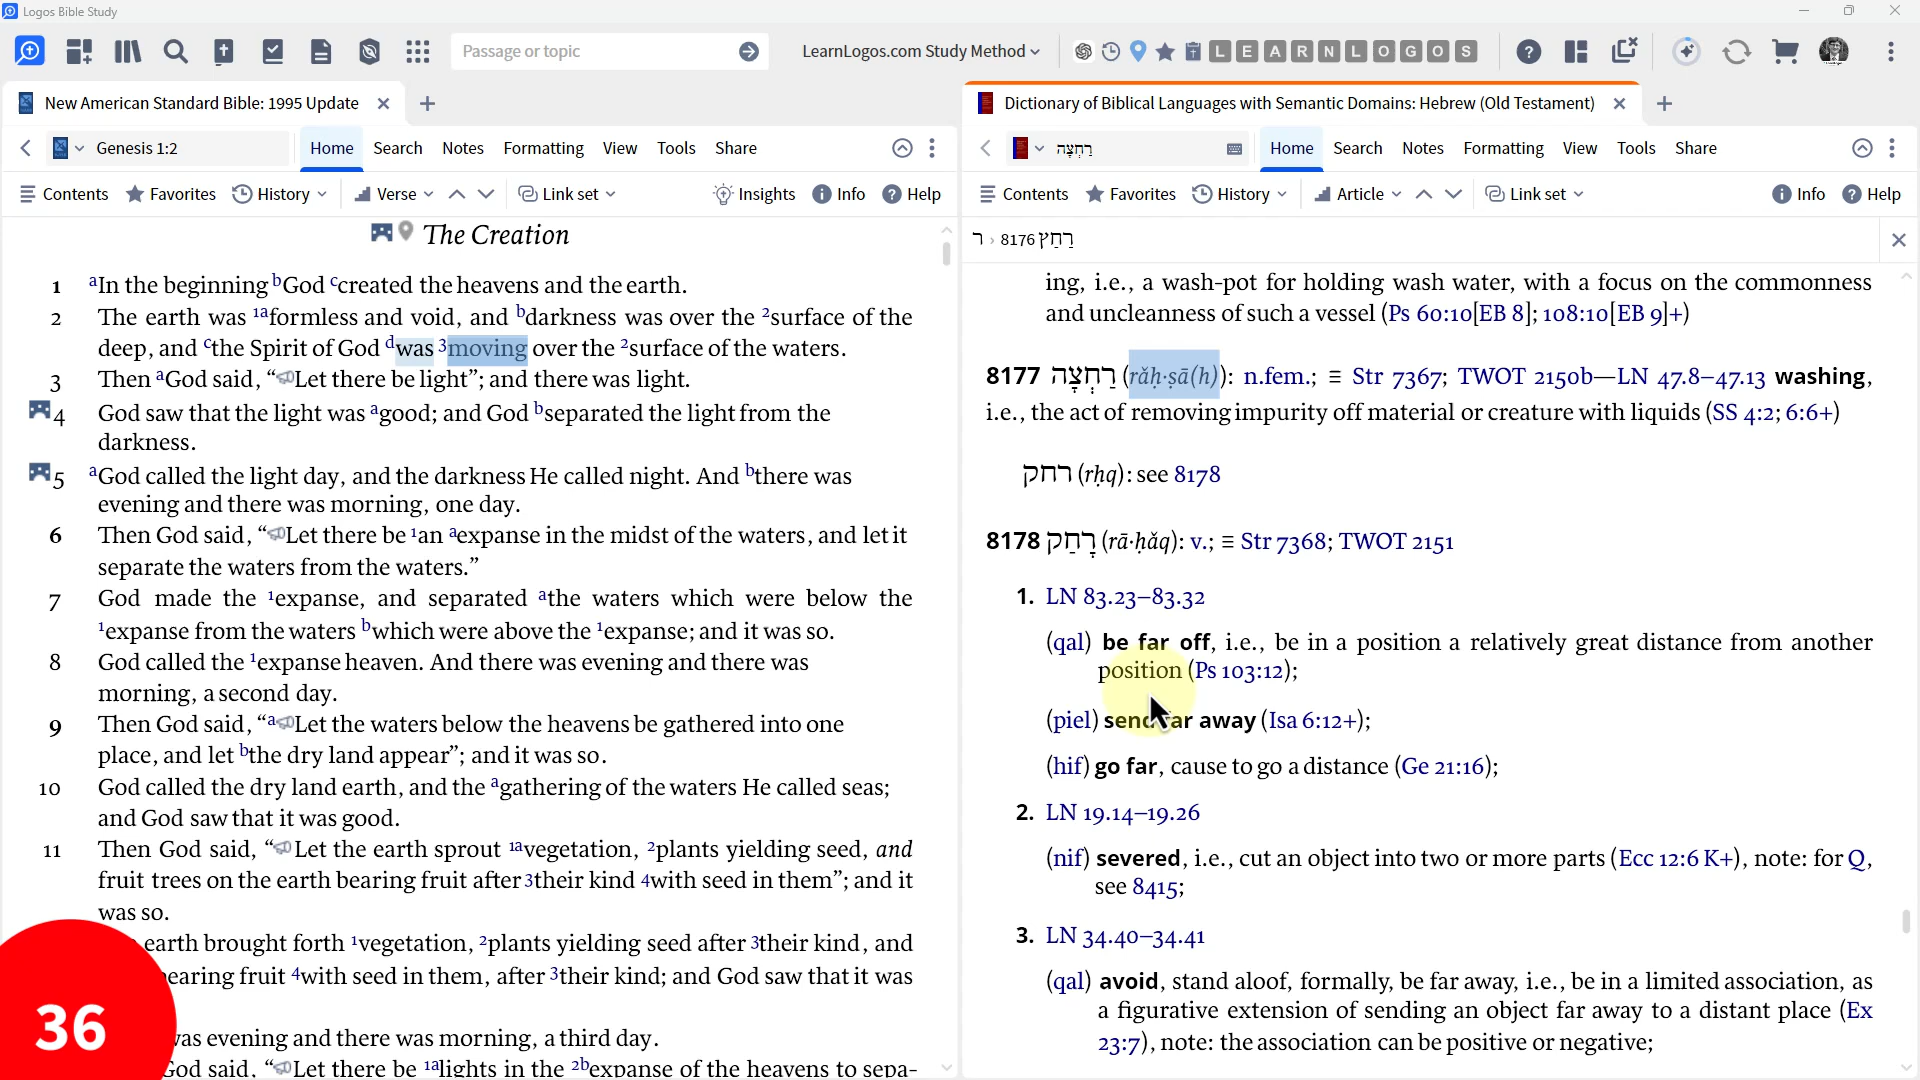 Logos Bible Study
Passage or topic
LearnLogos.com Study Method
L E A R N L O G O S
New American Standard Bible: 1995 Update
Genesis 1:2
Home Search Notes Formatting View Tools Share
Contents Favorites History Verse Link set Insights Info Help
The Creation
1 aIn the beginning bGod ccreated the heavens and the earth.
2 The earth was 1aformless and void, and bdarkness was over the 2surface of the
deep, and cthe Spirit of God dwas 3moving over the 2surface of the waters.
3 Then aGod said, “Let there be light”; and there was light.
4 God saw that the light was agood; and God bseparated the light from the
darkness.
5 aGod called the light day, and the darkness He called night. And bthere was
evening and there was morning, one day.
6 Then God said, “Let there be 1an aexpanse in the midst of the waters, and let it
separate the waters from the waters.”
7 God made the 1expanse, and separated athe waters which were below the
1expanse from the waters bwhich were above the 1expanse; and it was so.
8 God called the 1expanse heaven. And there was evening and there was
morning, a second day.
9 Then God said, “aLet the waters below the heavens be gathered into one
place, and let bthe dry land appear”; and it was so.
10 God called the dry land earth, and the agathering of the waters He called seas;
and God saw that it was good.
11 Then God said, “Let the earth sprout 1avegetation, 2plants yielding seed, and
fruit trees on the earth bearing fruit after 3their kind 4with seed in them”; and it
was so.
earth brought forth 1vegetation, 2plants yielding seed after 3their kind, and
earing fruit 4with seed in them, after 3their kind; and God saw that it was
was evening and there was morning, a third day.
God said, “Let there be 1alights in the 2bexpanse of the heavens to sepa-
36
Dictionary of Biblical Languages with Semantic Domains: Hebrew (Old Testament)
רַחְצָה
Home Search Notes Formatting View Tools Share
Contents Favorites History Article Link set Info Help
ר › 8176 רַחַץ
ing, i.e., a wash-pot for holding wash water, with a focus on the commonness
and uncleanness of such a vessel (Ps 60:10[EB 8]; 108:10[EB 9]+)
8177 רַחְצָה (rǎḥ·ṣā(h)): n.fem.; ≡ Str 7367; TWOT 2150b—LN 47.8–47.13 washing,
i.e., the act of removing impurity off material or creature with liquids (SS 4:2; 6:6+)
רחק (rḥq): see 8178
8178 רָחַק (rā·ḥǎq): v.; ≡ Str 7368; TWOT 2151
1. LN 83.23–83.32
(qal) be far off, i.e., be in a position a relatively great distance from another
position (Ps 103:12);
(piel) send far away (Isa 6:12+);
(hif) go far, cause to go a distance (Ge 21:16);
2. LN 19.14–19.26
(nif) severed, i.e., cut an object into two or more parts (Ecc 12:6 K+), note: for Q,
see 8415;
3. LN 34.40–34.41
(qal) avoid, stand aloof, formally, be far away, i.e., be in a limited association, as
a figurative extension of sending an object far away to a distant place (Ex
23:7), note: the association can be positive or negative;